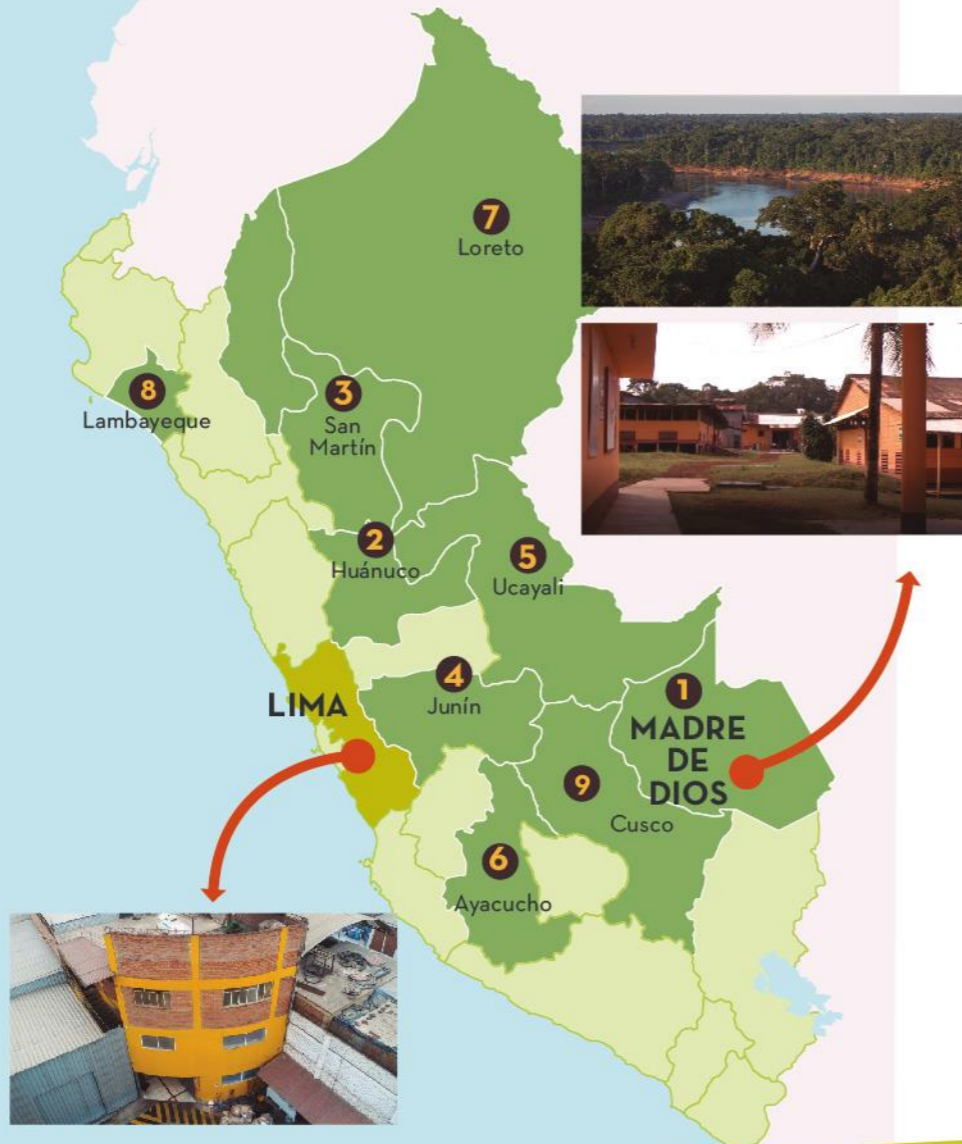 7
Loreto
8
Lambayeque
3
San
Martín
2
Huánuco
5
Ucayali
4
Junín
LIMA
1
MADRE
DE
DIOS
9
Cusco
6
Ayacucho